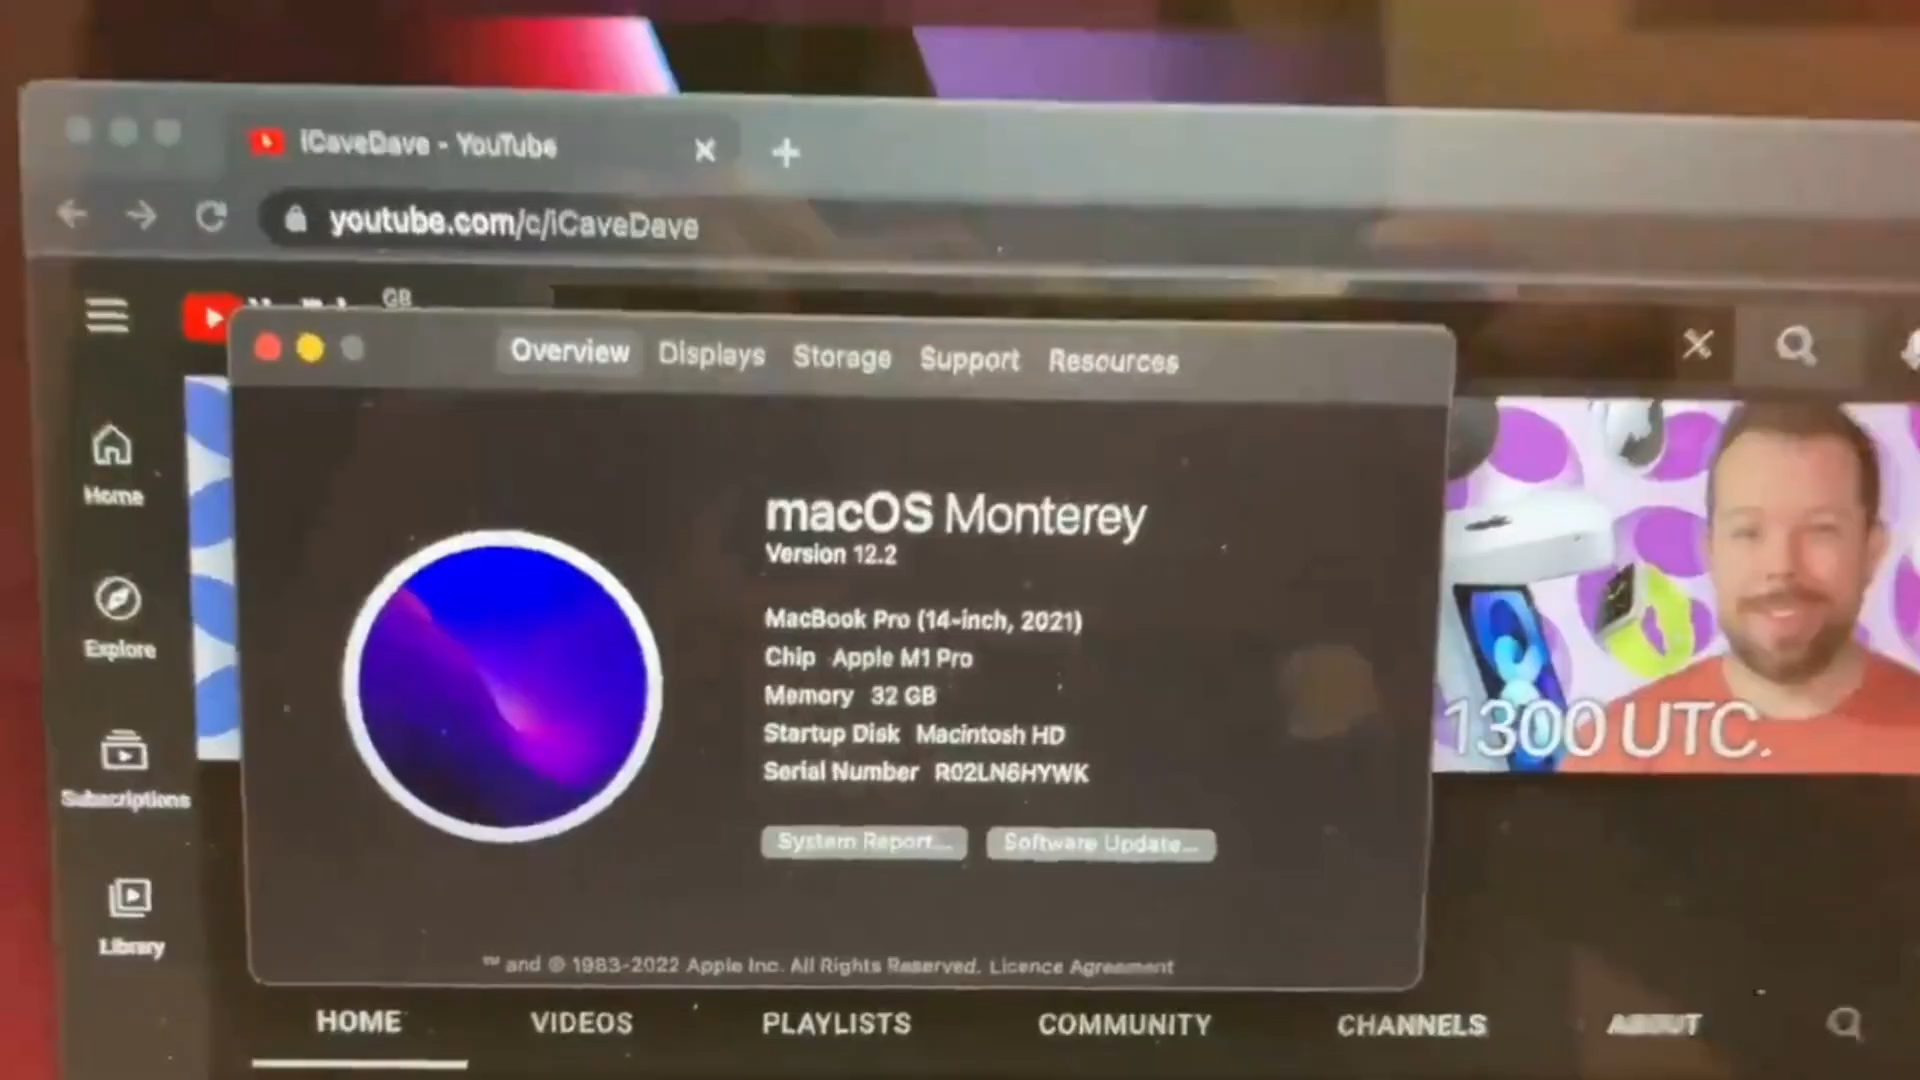 iCaveDave - YouTube
youtube.com/c/iCaveDave
GB
Overview Displays Storage Support Resources
Home
Explore
Subscriptions
Library
macOS Monterey
Version 12.2
MacBook Pro (14-inch, 2021)
Chip Apple M1 Pro
Memory 32 GB
Startup Disk Macintosh HD
Serial Number R02LN6HYWK
System Report...
Software Update...
1300 UTC.
™ and © 1983-2022 Apple Inc. All Rights Reserved. Licence Agreement
HOME VIDEOS PLAYLISTS COMMUNITY CHANNELS ABOUT